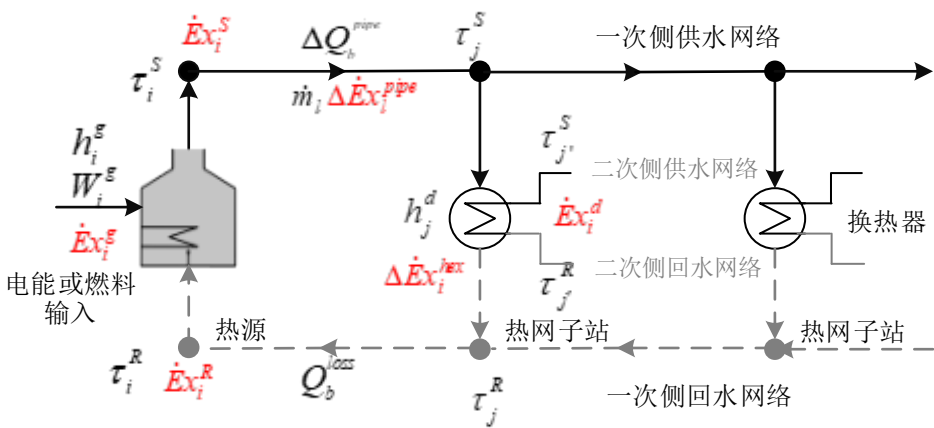 Ėx_i^S
ΔQ_b^pipe
τ_j^S
一次侧供水网络
τ_i^S
ṁ_l ΔĖx_l^pipe
h_i^g
W_i^g
τ_j'^S
二次侧供水网络
h_j^d
Ėx_i^d
换热器
Ėx_i^g
电能或燃料
输入
ΔĖx_i^hex
二次侧回水网络
τ_j'^R
热源
热网子站
热网子站
τ_i^R
Ėx_i^R
Q_b^loss
τ_j^R
一次侧回水网络